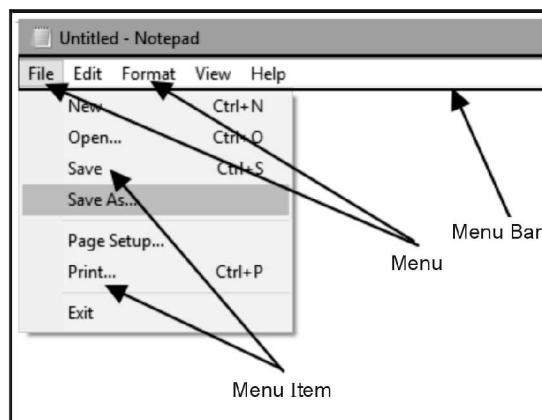 Untitled - Notepad
File Edit Format View Help
New Ctrl+N
Open... Ctrl+O
Save Ctrl+S
Save As...
Page Setup...
Print... Ctrl+P
Exit
Menu Bar
Menu
Menu Item